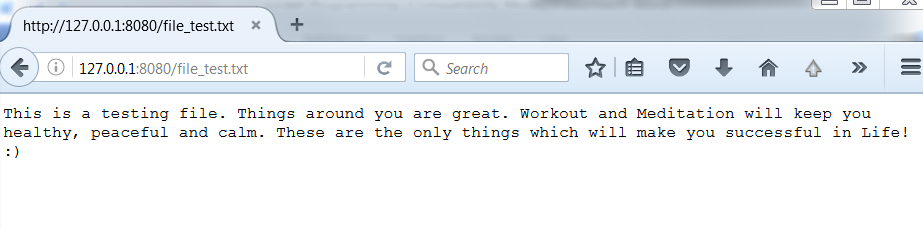 http://127.0.0.1:8080/file_test.txt
127.0.0.1:8080/file_test.txt
Search
This is a testing file. Things around you are great. Workout and Meditation will keep you
healthy, peaceful and calm. These are the only things which will make you successful in Life!
:)